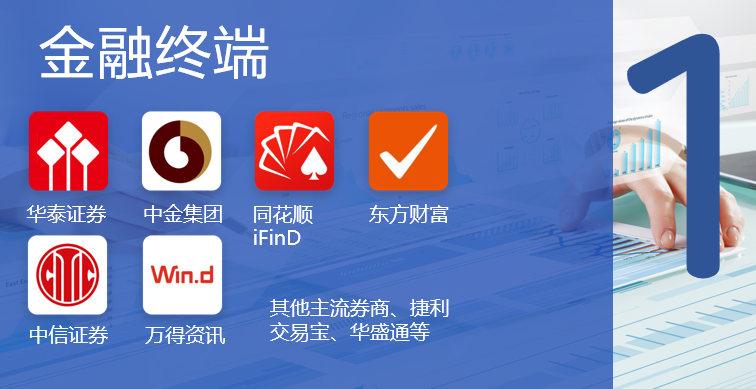 金融终端
1
华泰证券
中金集团
同花顺
iFinD
东方财富
CITIC
中信证券
Win.d
万得资讯
其他主流券商、捷利
交易宝、华盛通等